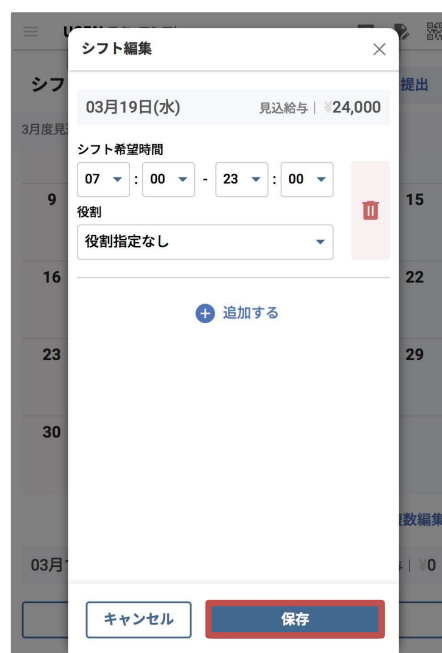 シフト編集
シフ
提出
03月19日(水)
見込給与 | ¥24,000
3月度見
シフト希望時間
07 : 00 - 23 : 00
役割
役割指定なし
9
15
16
22
追加する
23
29
30
複数編集
03月1
¥0
キャンセル
保存